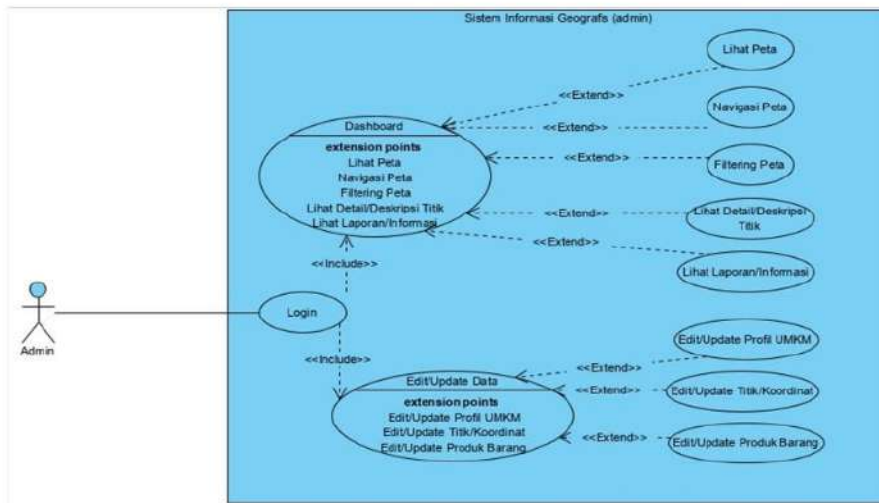 Sistem Informasi Geografis (admin)
Lihat Peta
<<Extend>>
Navigasi Peta
<<Extend>>
Dashboard
extension points
Lihat Peta
Navigasi Peta
Filtering Peta
Lihat Detail/Deskripsi Titik
Lihat Laporan/Informasi
<<Extend>>
Filtering Peta
<<Extend>>
Lihat Detail/Deskripsi
Titik
<<Extend>>
Lihat Laporan/Informasi
<<Include>>
Admin
Login
<<Include>>
Edit/Update Data
extension points
Edit/Update Profil UMKM
Edit/Update Titik/Koordinat
Edit/Update Produk Barang
<<Extend>>
Edit/Update Profil UMKM
<<Extend>>
Edit/Update Titik/Koordinat
<<Extend>>
Edit/Update Produk Barang